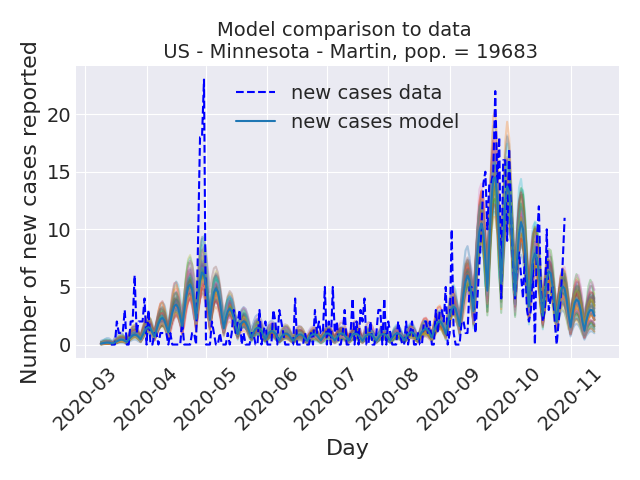 Model comparison to data
US - Minnesota - Martin, pop. = 19683
Number of new cases reported
20
15
10
5
0
new cases data
new cases model
2020-03
2020-04
2020-05
2020-06
2020-07
2020-08
2020-09
2020-10
2020-11
Day